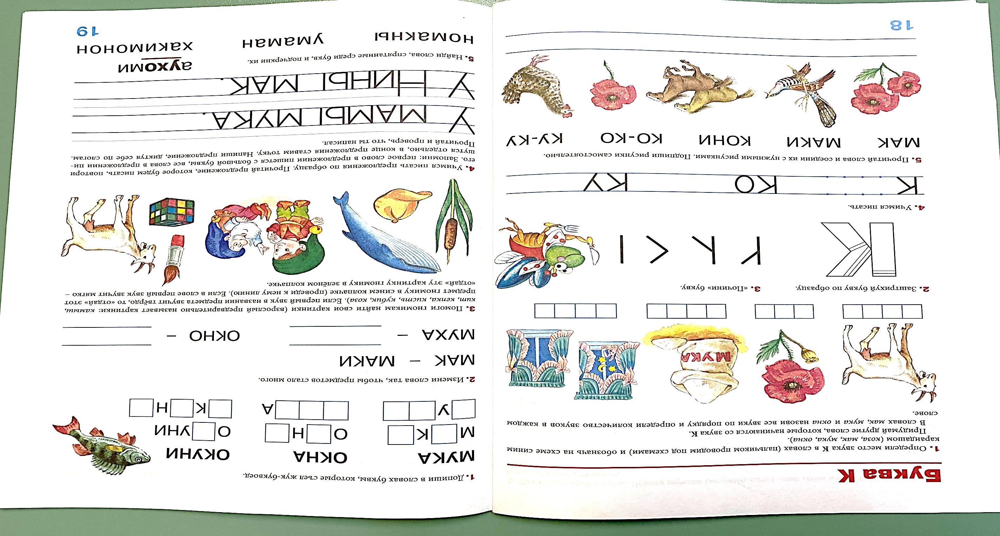 Буква К
1. Определи место звука К в словах (пальчиком проводим под схемами) и обозначь на схеме синим
карандашом (коза, мак, мука, окна).
Придумай другие слова, которые начинаются со звука К.
В словах мак, мука и окна назови все звуки по порядку и определи количество звуков в каждом
слове.
МУКА
2. Заштрихуй букву по образцу.
3. «Почини» букву.
К
4. Учимся писать.
К КО КУ
5. Прочитай слова и соедини их с нужными рисунками. Подпиши рисунки самостоятельно.
МАК МАКИ КОНИ КО-КО КУ-КУ
18
1. Допиши в словах буквы, которые съел жук-буквоед.
МУКА ОКНА ОКУНИ
М К О Н О УНИ
У А К Н
2. Измени слова так, чтобы предметов стало много.
МАК – МАКИ
МУХА – ОКНО –
3. Помоги гномикам найти свои картинки (взрослый предварительно называет картинки: камыш,
кит, кепка, кисть, кубик, коза). Если первый звук в названии предмета звучит твёрдо, то «отдай» этот
предмет гномику в синем колпачке (проведи к нему линию). Если в слове первый звук звучит мягко –
«отдай» эту картинку гномику в зелёном колпачке.
4. Учимся писать предложения по образцу. Прочитай предложение, которое будем писать, повтори
его. Запомни: первое слово в предложении пишется с большой буквы, все слова в предложении пи-
шутся отдельно, в конце предложения ставим точку. Напиши предложение, диктуя себе по слогам.
Прочитай и проверь, что ты написал.
У МАМЫ МУКА.
У НИНЫ МАК.
5. Найди слова, спрятанные среди букв, и подчеркни их.
аухоми
номакны умаман хакимонон
19